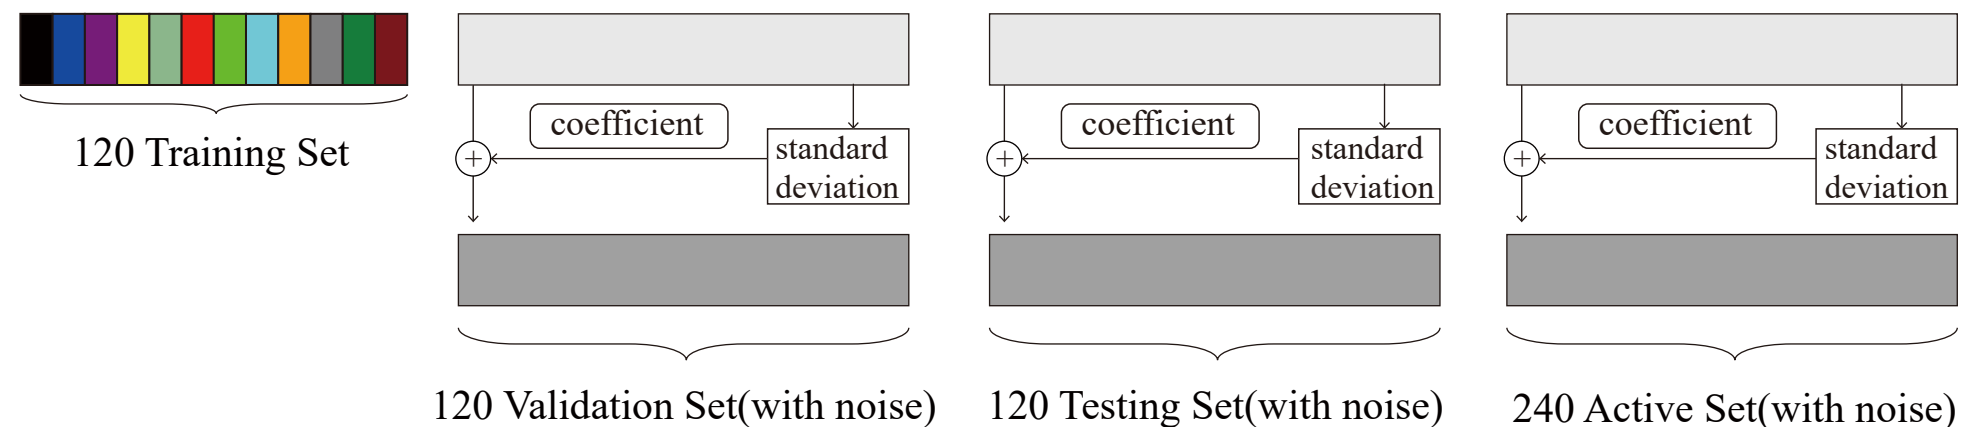 120 Training Set
coefficient
standard
deviation
120 Validation Set(with noise)
coefficient
standard
deviation
120 Testing Set(with noise)
coefficient
standard
deviation
240 Active Set(with noise)